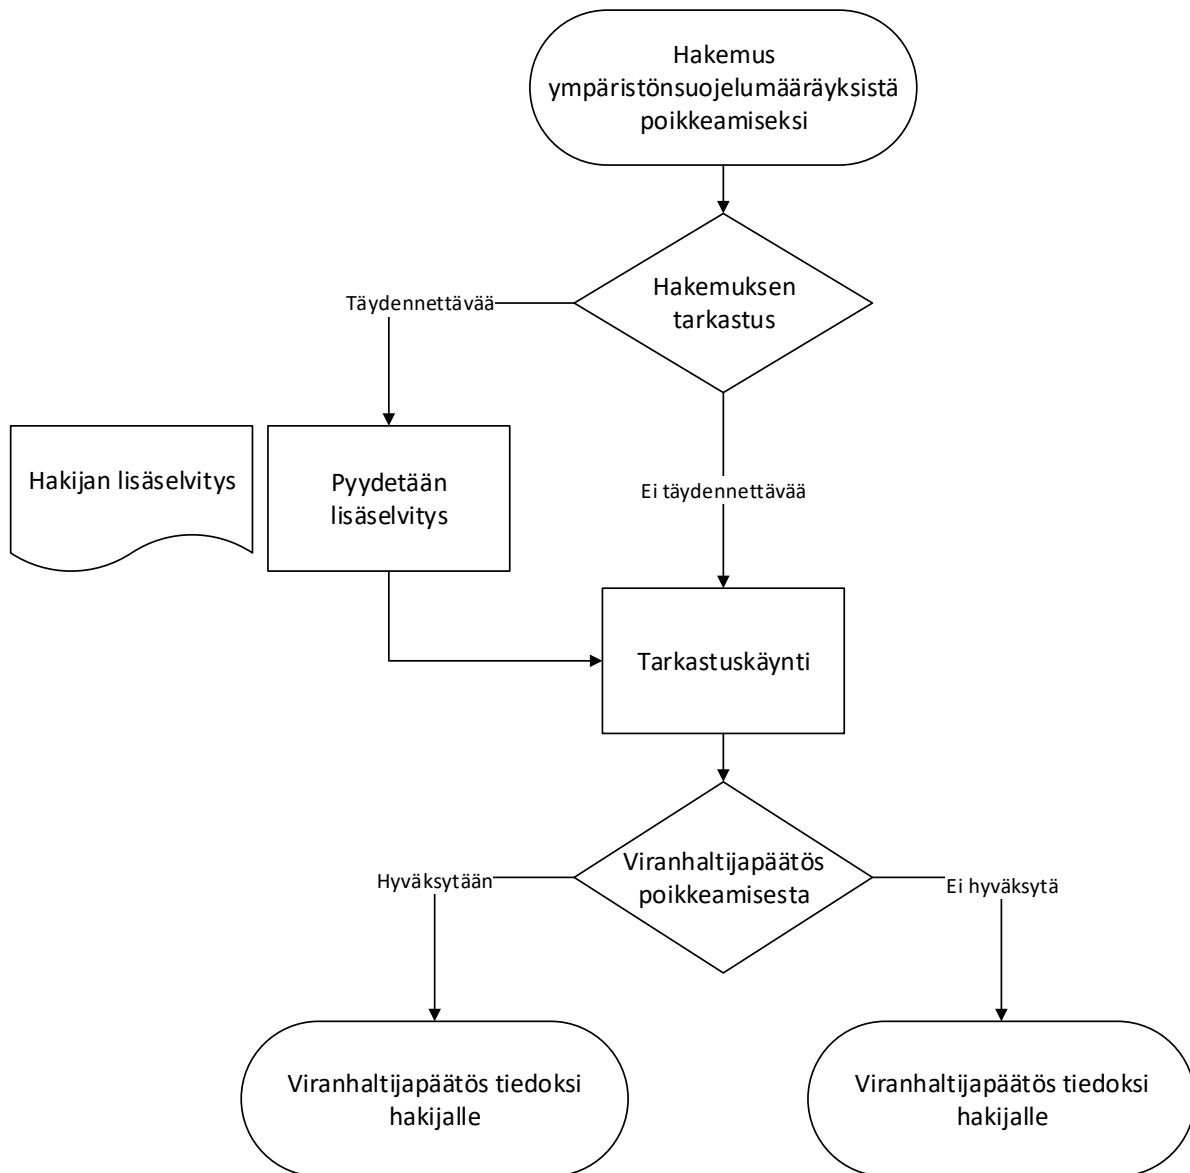 Hakemus
ympäristönsuojelumääräyksistä
poikkeamiseksi
Hakemuksen
tarkastus
Täydennettävää
Hakijan lisäselvitys
Pyydetään
lisäselvitys
Ei täydennettävää
Tarkastuskäynti
Viranhaltijapäätös
poikkeamisesta
Hyväksytään
Ei hyväksytä
Viranhaltijapäätös tiedoksi
hakijalle
Viranhaltijapäätös tiedoksi
hakijalle